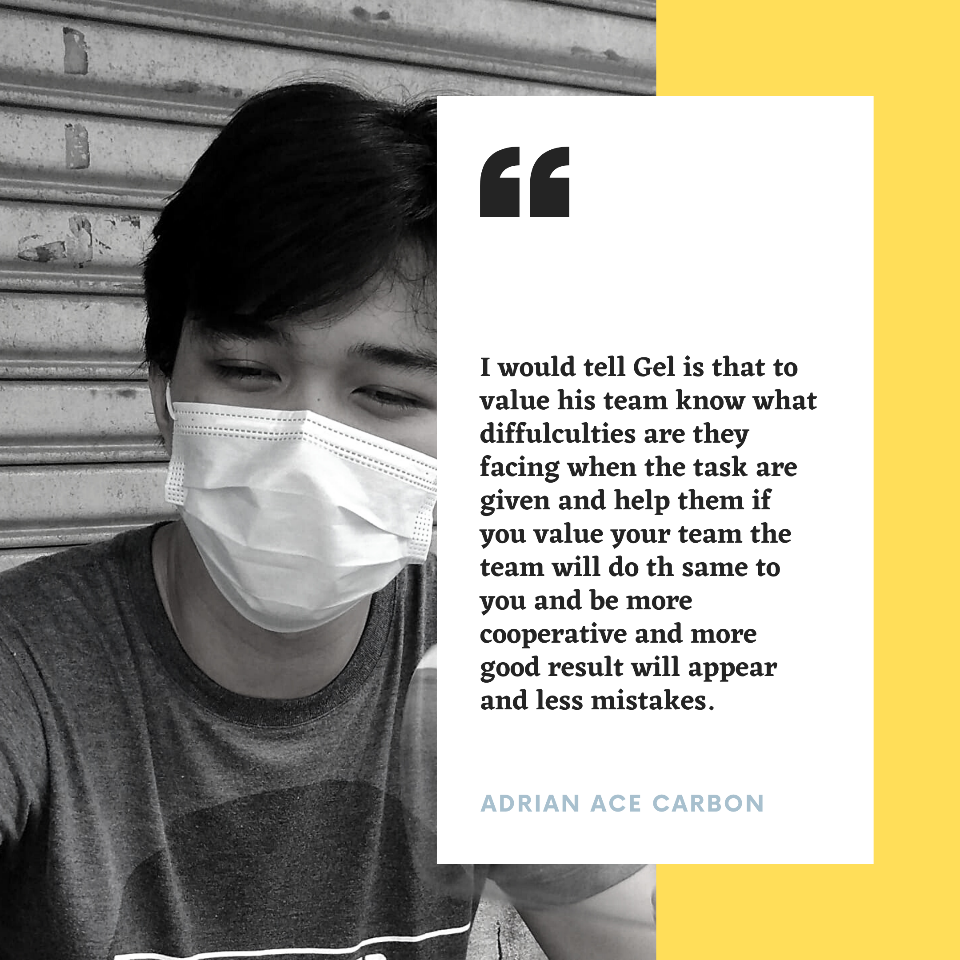 I would tell Gel is that to
value his team know what
diffulculties are they
facing when the task are
given and help them if
you value your team the
team will do th same to
you and be more
cooperative and more
good result will appear
and less mistakes.
ADRIAN ACE CARBON